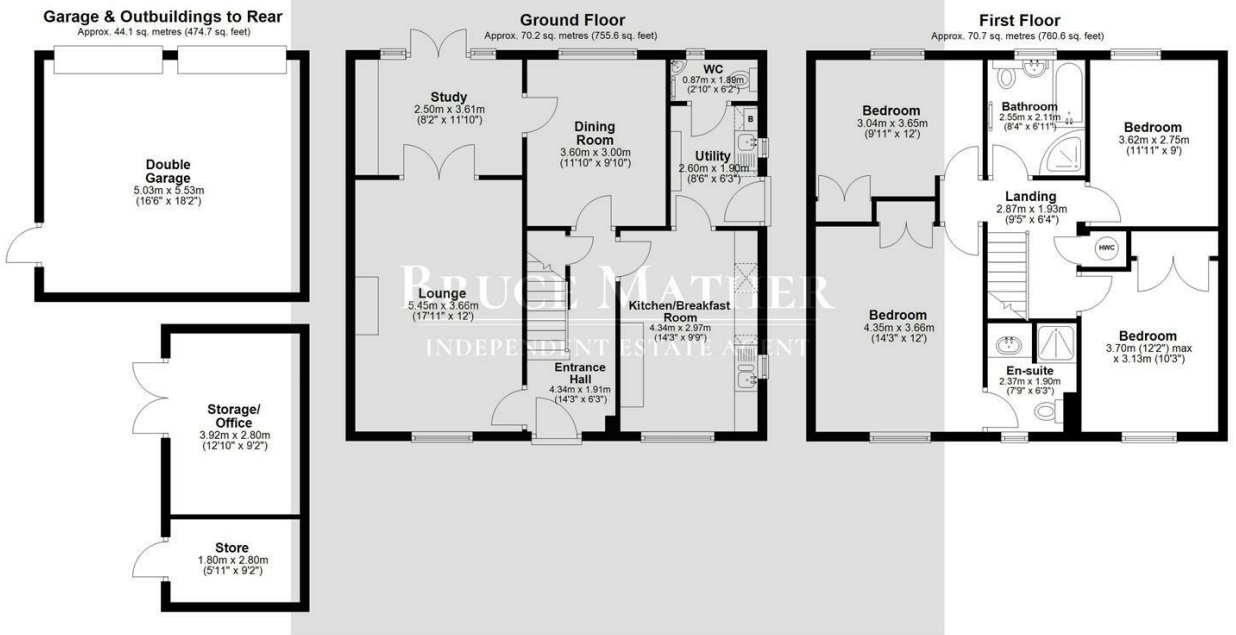 Garage & Outbuildings to Rear
Approx. 44.1 sq. metres (474.7 sq. feet)
Double
Garage
5.03m x 5.53m
(16'6" x 18'2")
Storage/
Office
3.92m x 2.80m
(12'10" x 9'2")
Store
1.80m x 2.80m
(5'11" x 9'2")
Ground Floor
Approx. 70.2 sq. metres (755.6 sq. feet)
Study
2.50m x 3.61m
(8'2" x 11'10")
Dining
Room
3.60m x 3.00m
(11'10" x 9'10")
WC
0.87m x 1.89m
(2'10" x 6'2")
B
Utility
2.60m x 1.90m
(8'6" x 6'3")
Lounge
5.45m x 3.66m
(17'11" x 12')
Kitchen/Breakfast
Room
4.34m x 2.97m
(14'3" x 9'9")
Entrance
Hall
4.34m x 1.91m
(14'3" x 6'3")
BRUCE MATHER
INDEPENDENT ESTATE AGENT
First Floor
Approx. 70.7 sq. metres (760.6 sq. feet)
Bedroom
3.04m x 3.65m
(9'11" x 12')
Bathroom
2.55m x 2.11m
(8'4" x 6'11")
Bedroom
3.62m x 2.75m
(11'11" x 9')
Landing
2.87m x 1.93m
(9'5" x 6'4")
HWC
Bedroom
4.35m x 3.66m
(14'3" x 12')
En-suite
2.37m x 1.90m
(7'9" x 6'3")
Bedroom
3.70m (12'2") max
x 3.13m (10'3")